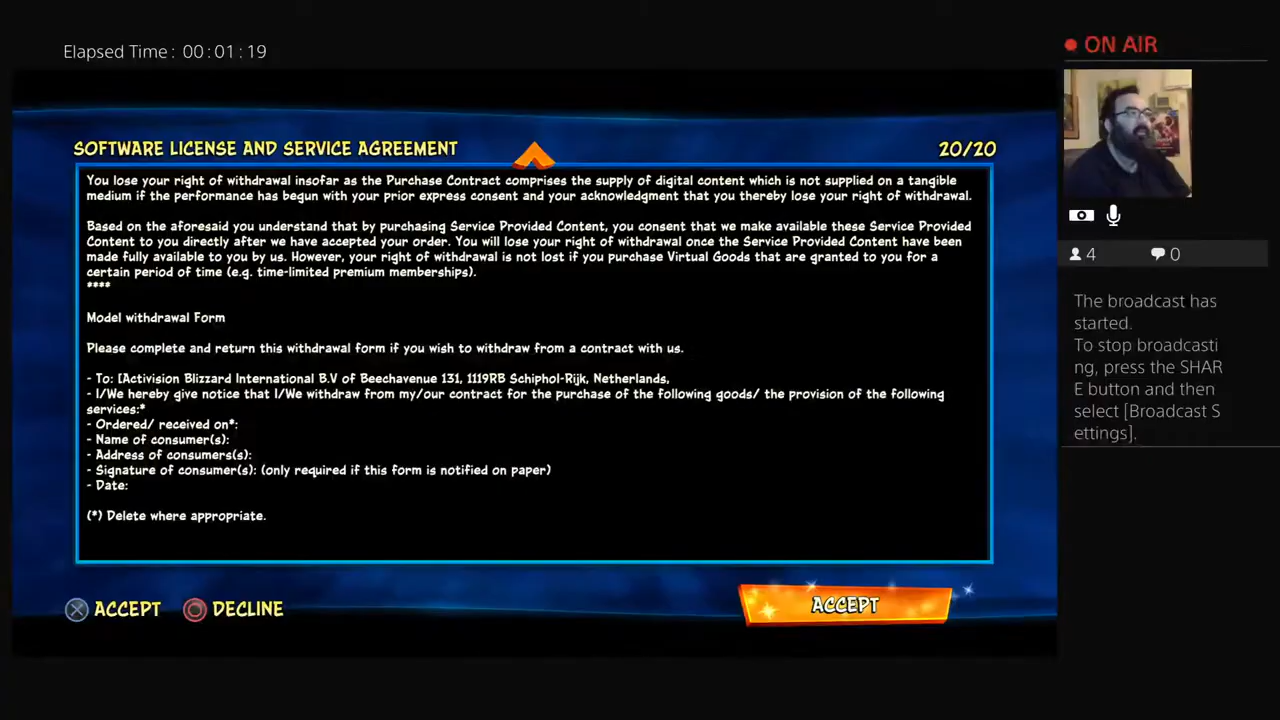 Elapsed Time: 00:01:19
ON AIR
SOFTWARE LICENSE AND SERVICE AGREEMENT
20/20
You lose your right of withdrawal insofar as the Purchase Contract comprises the supply of digital content which is not supplied on a tangible
medium if the performance has begun with your prior express consent and your acknowledgment that you thereby lose your right of withdrawal.
Based on the aforesaid you understand that by purchasing Service Provided Content, you consent that we make available these Service Provided
Content to you directly after we have accepted your order. You will lose your right of withdrawal once the Service Provided Content have been
made fully available to you by us. However, your right of withdrawal is not lost if you purchase Virtual Goods that are granted to you for a
certain period of time (e.g. time-limited premium memberships).
****
Model withdrawal Form
Please complete and return this withdrawal form if you wish to withdraw from a contract with us.
- To: [Activision Blizzard International B.V of Beechavenue 131, 1119RB Schiphol-Rijk, Netherlands,
- I/We hereby give notice that I/We withdraw from my/our contract for the purchase of the following goods/ the provision of the following
services:*
- Ordered/ received on*:
- Name of consumer(s):
- Address of consumers(s):
- Signature of consumer(s): (only required if this form is notified on paper)
- Date:
(*) Delete where appropriate.
ACCEPT
DECLINE
ACCEPT
4
0
The broadcast has
started.
To stop broadcasti
ng, press the SHAR
E button and then
select [Broadcast S
ettings].